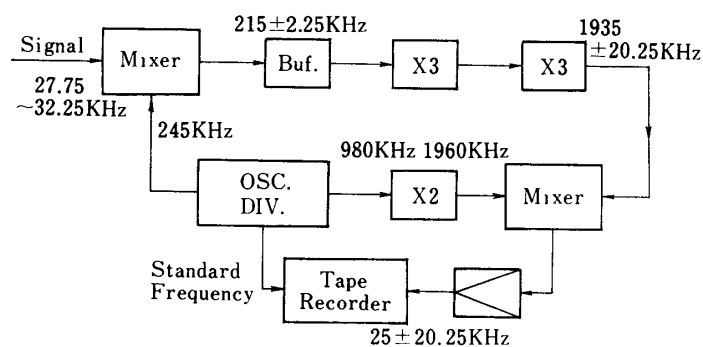 215±2.25KHz
1935
±20.25KHz
Signal
Mixer
Buf.
X3
X3
27.75
~32.25KHz
245KHz
980KHz 1960KHz
OSC.
DIV.
X2
Mixer
Standard
Frequency
Tape
Recorder
25±20.25KHz